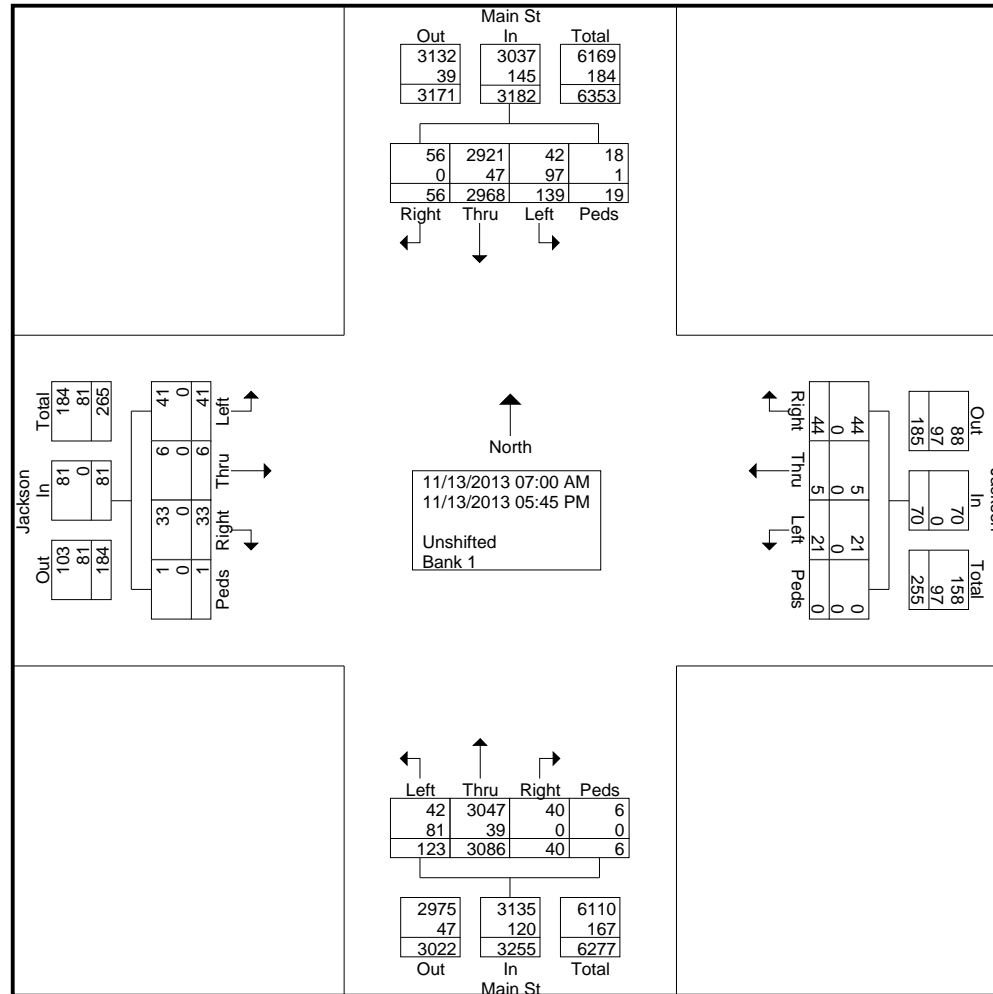 Main St
Out In Total
3132 3037 6169
39 145 184
3171 3182 6353
56 2921 42 18
0 47 97 1
56 2968 139 19
Right Thru Left Peds
Jackson
Total In Out
184 81 103
81 0 81
265 81 184
41 6 33 1
0 0 0 0
41 6 33 1
Left Thru Right Peds
North
11/13/2013 07:00 AM
11/13/2013 05:45 PM
Unshifted
Bank 1
Right Thru Left Peds
44 5 21 0
0 0 0 0
44 5 21 0
Out In Total
88 70 158
97 0 97
185 70 255
Left Thru Right Peds
42 3047 40 6
81 39 0 0
123 3086 40 6
2975 3135 6110
47 120 167
3022 3255 6277
Out In Total
Main St